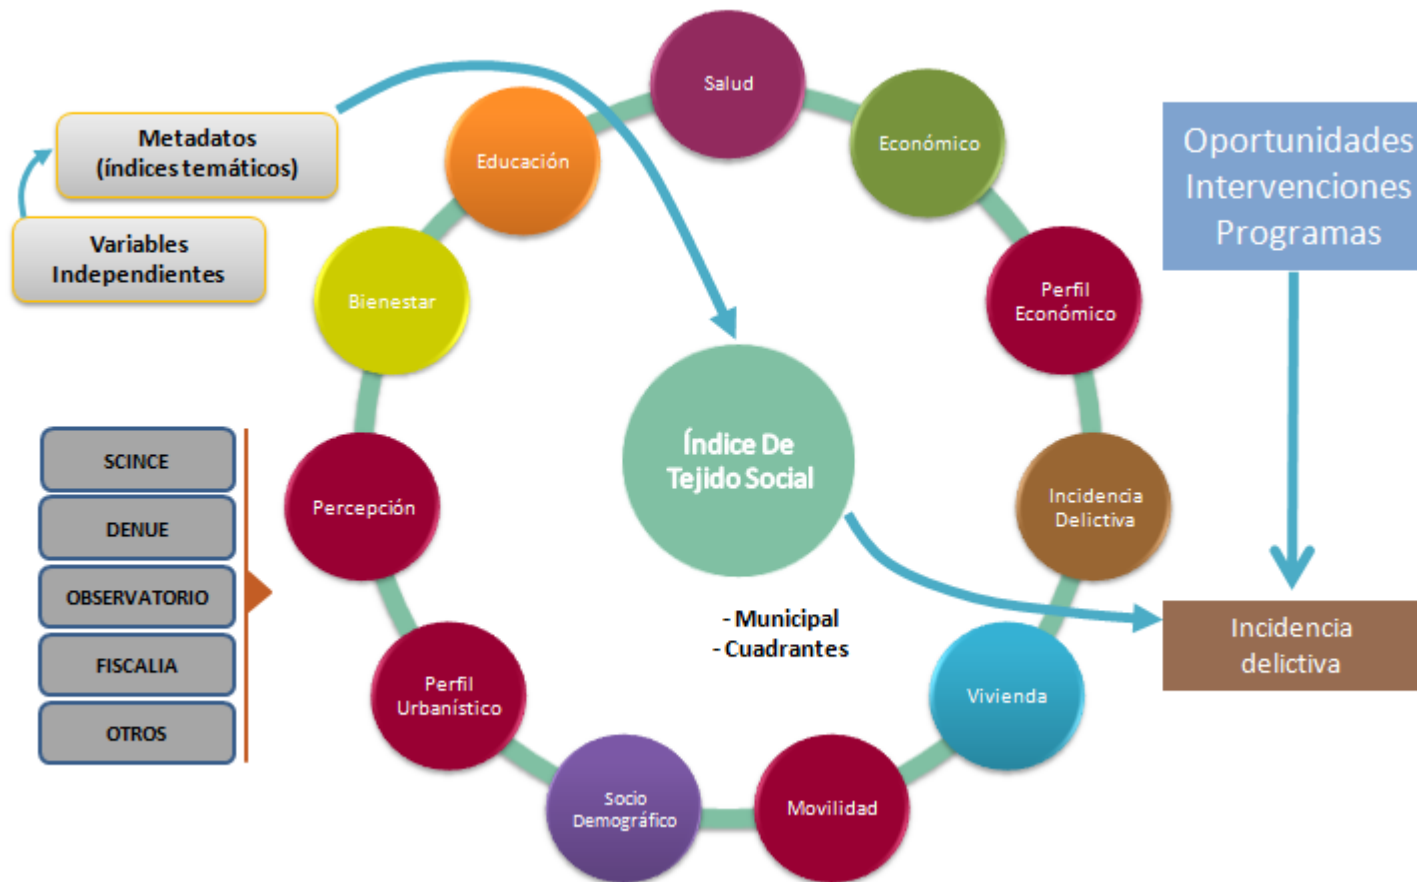 Salud
Económico
Perfil
Económico
Incidencia
Delictiva
Vivienda
Movilidad
Socio
Demográfico
Perfil
Urbanístico
Percepción
Bienestar
Educación
Metadatos
(índices temáticos)
Variables
Independientes
SCINCE
DENUE
OBSERVATORIO
FISCALIA
OTROS
Índice De
Tejido Social
- Municipal
- Cuadrantes
Oportunidades
Intervenciones
Programas
Incidencia
delictiva